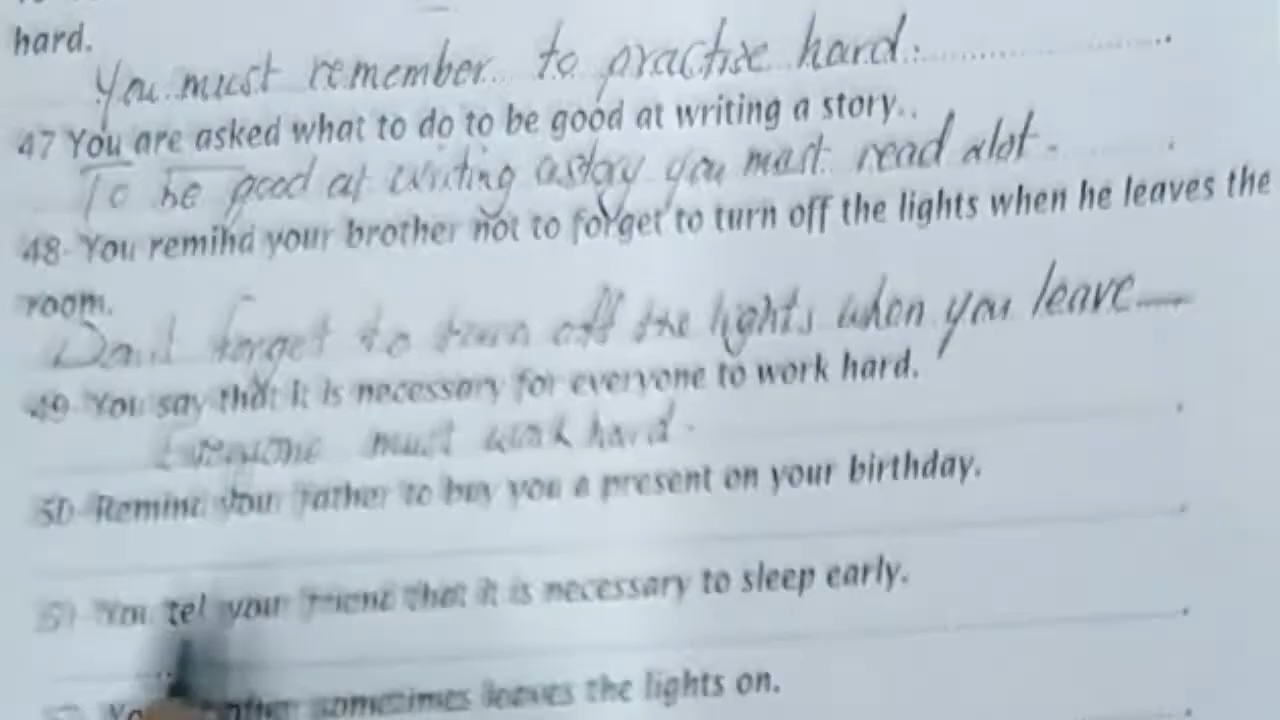 hard.
You must remember to practise hard.
47 You are asked what to do to be good at writing a story..
To be good at writing a story you must read alot.
48- You remind your brother not to forget to turn off the lights when he leaves the
room.
Don't forget to turn off the lights when you leave
49- You say that it is necessary for everyone to work hard.
Everyone must work hard.
50- Remind your father to buy you a present on your birthday.
51- You tell your friend that it is necessary to sleep early.
sometimes leaves the lights on.